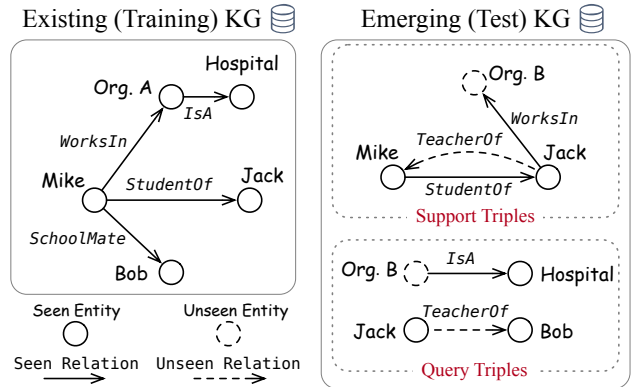 Existing (Training) KG
Hospital
Org. A
IsA
WorksIn
Mike
StudentOf
Jack
SchoolMate
Bob
Seen Entity
Unseen Entity
Seen Relation
Unseen Relation
Emerging (Test) KG
Org. B
WorksIn
TeacherOf
Mike
Jack
StudentOf
Support Triples
Org. B
IsA
Hospital
Jack
TeacherOf
Bob
Query Triples